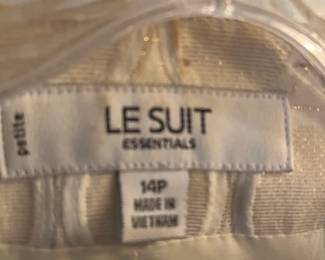 petite
LE SUIT
ESSENTIALS
14P
MADE IN
VIETNAM